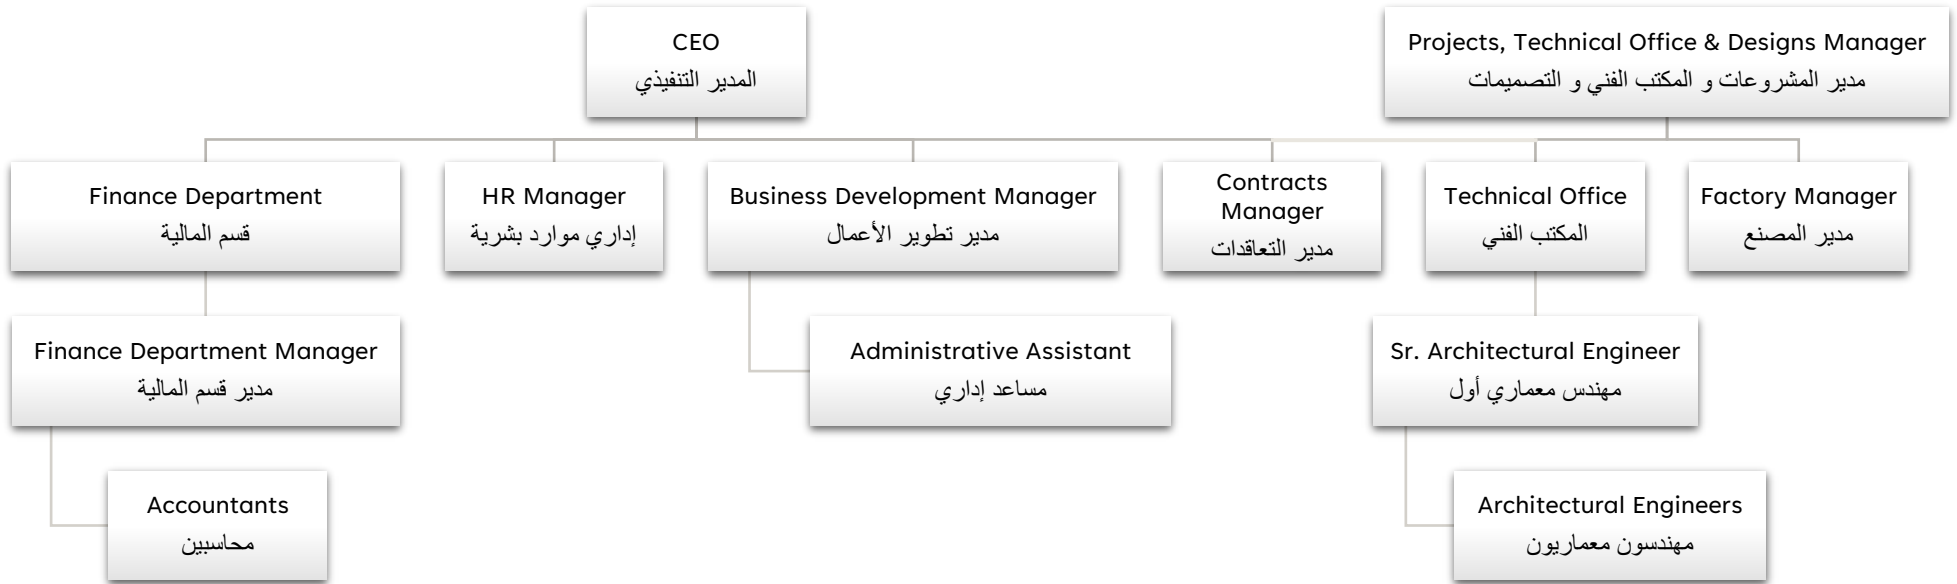 CEO
المدير التنفيذي
Projects, Technical Office & Designs Manager
مدير المشروعات و المكتب الفني و التصميمات
Finance Department
قسم المالية
HR Manager
إداري موارد بشرية
Business Development Manager
مدير تطوير الأعمال
Contracts
Manager
مدير التعاقدات
Technical Office
المكتب الفني
Factory Manager
مدير المصنع
Finance Department Manager
مدير قسم المالية
Administrative Assistant
مساعد إداري
Sr. Architectural Engineer
مهندس معماري أول
Accountants
محاسبين
Architectural Engineers
مهندسون معماريون